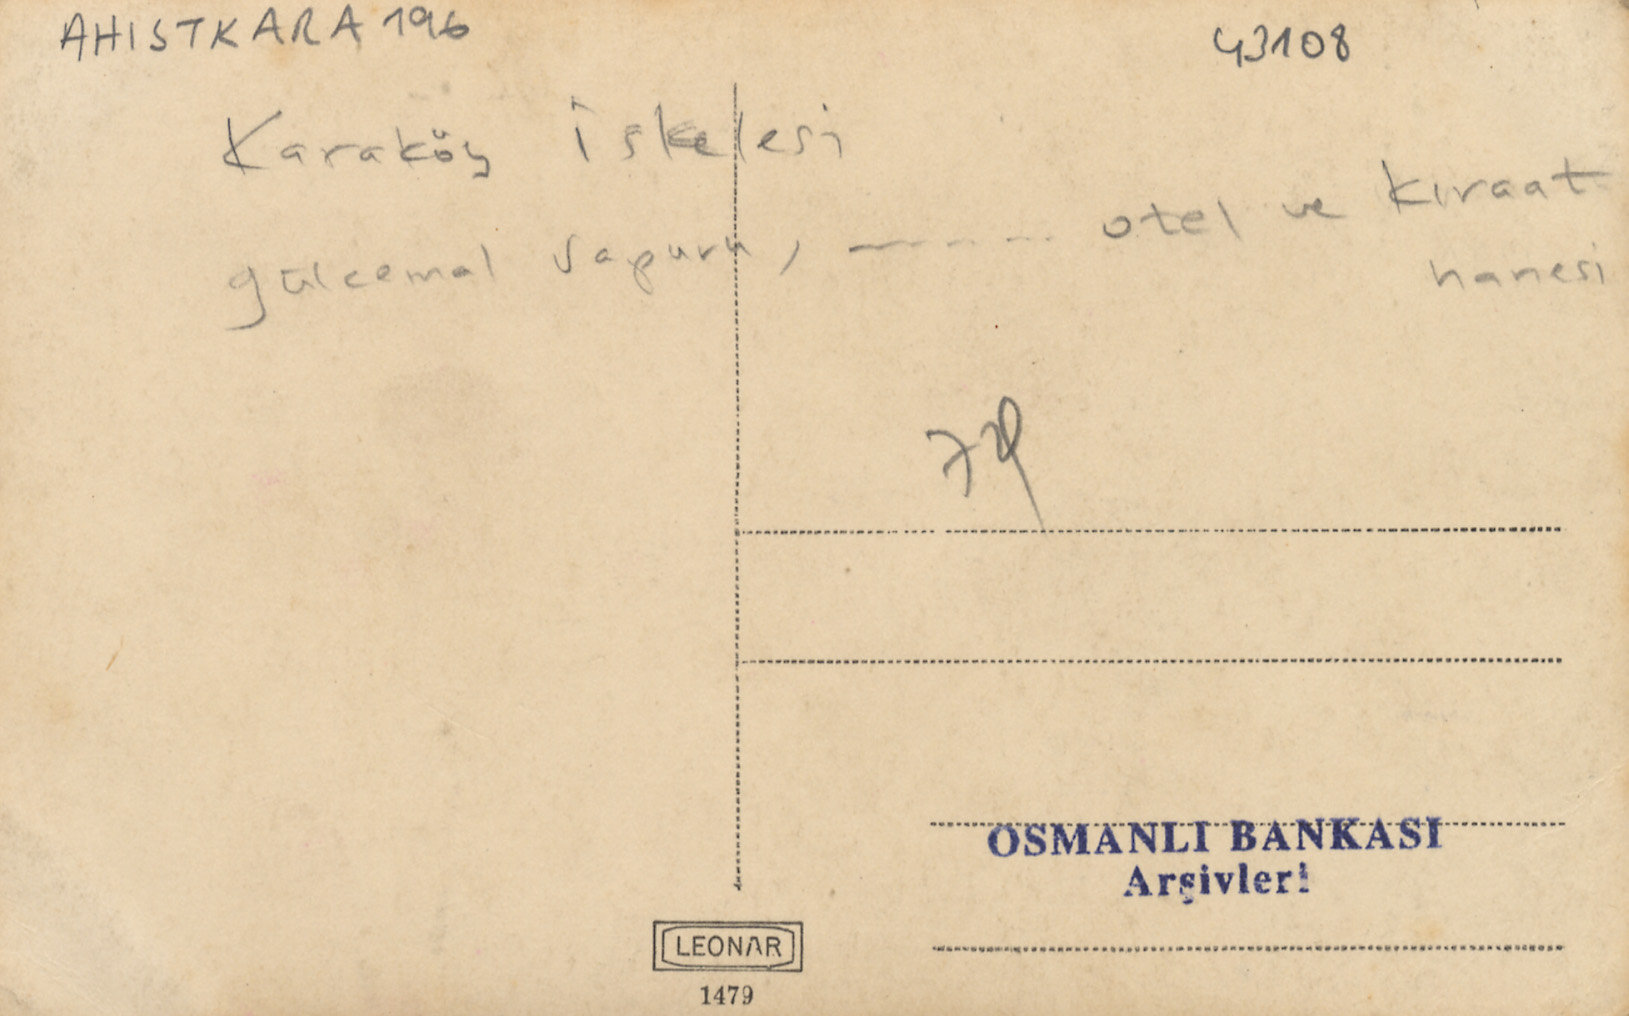 AHISTKARA196
43108
Karaköy İskelesi
gülcemal vapuru, ------- otel ve kıraat
hanesi
OSMANLI BANKASI
Arşivleri
LEONAR
1479